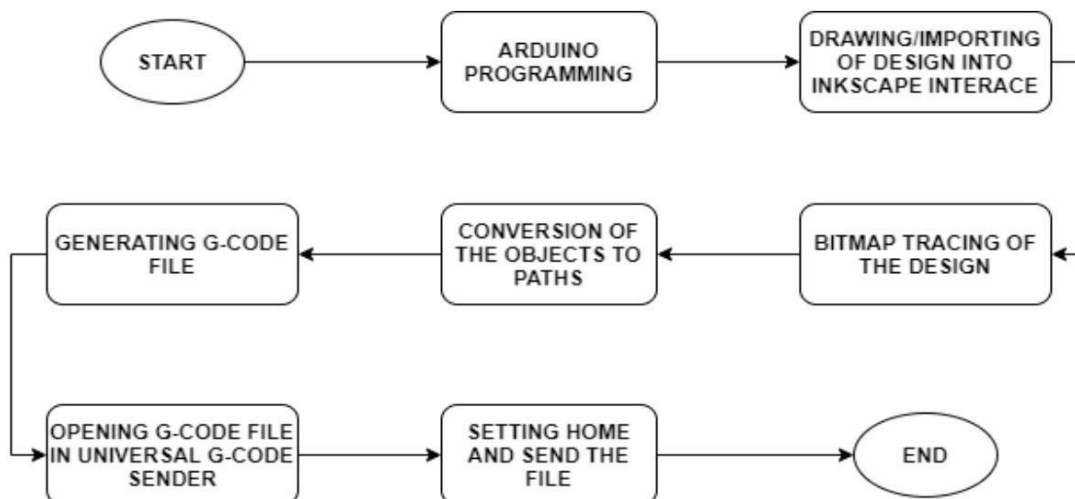 START
ARDUINO
PROGRAMMING
DRAWING/IMPORTING
OF DESIGN INTO
INKSCAPE INTERACE
BITMAP TRACING OF
THE DESIGN
CONVERSION OF
THE OBJECTS TO
PATHS
GENERATING G-CODE
FILE
OPENING G-CODE FILE
IN UNIVERSAL G-CODE
SENDER
SETTING HOME
AND SEND THE
FILE
END